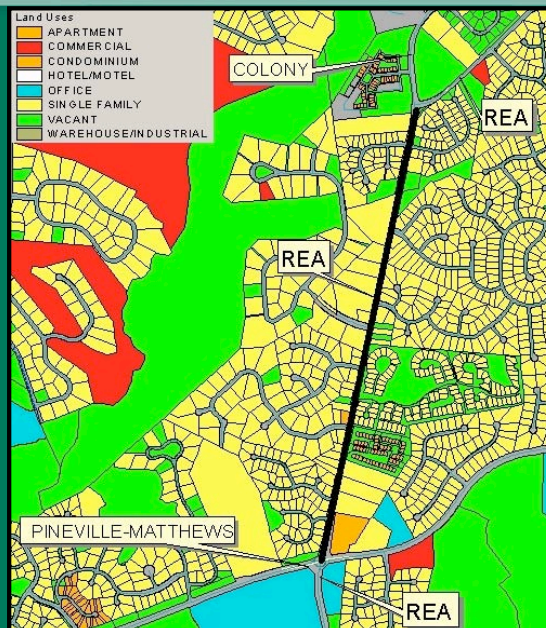 Land Uses
APARTMENT
COMMERCIAL
CONDOMINIUM
HOTEL/MOTEL
OFFICE
SINGLE FAMILY
VACANT
WAREHOUSE/INDUSTRIAL
COLONY
REA
REA
PINEVILLE-MATTHEWS
REA